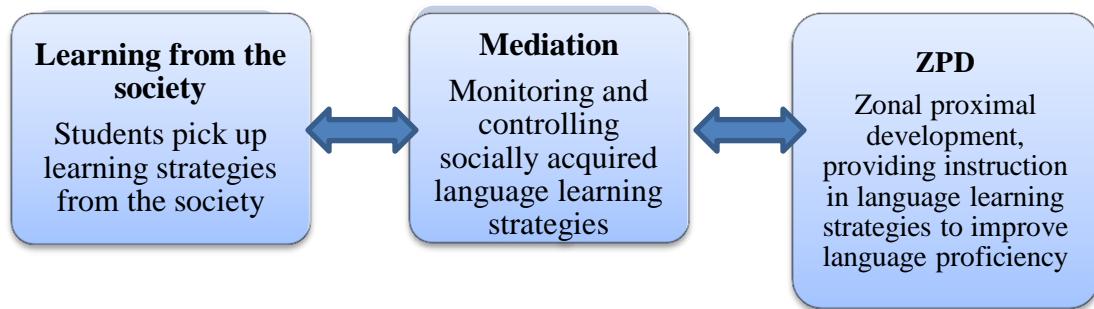 Learning from the
society
Students pick up
learning strategies
from the society
Mediation
Monitoring and
controlling
socially acquired
language learning
strategies
ZPD
Zonal proximal
development,
providing instruction
in language learning
strategies to improve
language proficiency